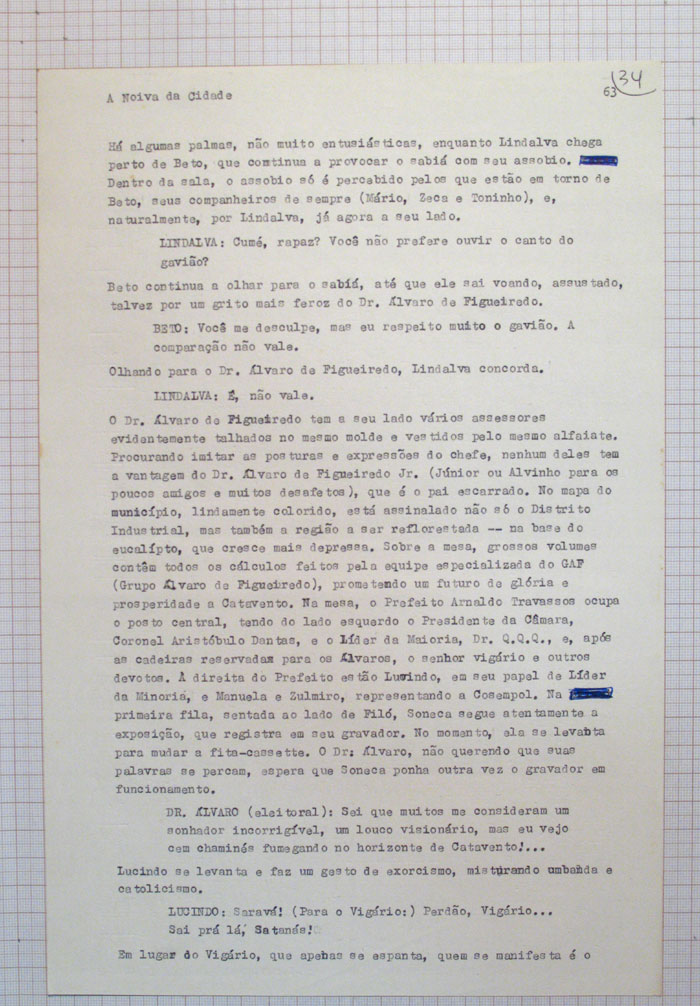 34
63
A Noiva da Cidade
Há algumas palmas, não muito entusiásticas, enquanto Lindalva chega
perto de Beto, que continua a provocar o sabiá com seu assobio.
Dentro da sala, o assobio só é percebido pelos que estão em torno de
Beto, seus companheiros de sempre (Mário, Zeca e Toninho), e,
naturalmente, por Lindalva, já agora a seu lado.
LINDALVA: Cumé, rapaz? Você não prefere ouvir o canto do
gavião?
Beto continua a olhar para o sabiá, até que ele sai voando, assustado,
talvez por um grito mais feroz do Dr. Álvaro de Figueiredo.
BETO: Você me desculpe, mas eu respeito muito o gavião. A
comparação não vale.
Olhando para o Dr. Álvaro de Figueiredo, Lindalva concorda.
LINDALVA: É, não vale.
O Dr. Álvaro de Figueiredo tem a seu lado vários assessores
evidentemente talhados no mesmo molde e vestidos pelo mesmo alfaiate.
Procurando imitar as posturas e expressões do chefe, nenhum deles tem
a vantagem do Dr. Álvaro de Figueiredo Jr. (Júnior ou Alvinho para os
poucos amigos e muitos desafetos), que é o pai escarrado. No mapa do
município, lindamente colorido, está assinalado não só o Distrito
Industrial, mas também a região a ser reflorestada -- na base do
eucalípto, que cresce mais depressa. Sobre a mesa, grossos volumes
contêm todos os cálculos feitos pela equipe especializada do GAF
(Grupo Álvaro de Figueiredo), prometendo um futuro de glória e
prosperidade a Catavento. Na mesa, o Prefeito Arnaldo Travassos ocupa
o posto central, tendo do lado esquerdo o Presidente da Câmara,
Coronel Aristóbulo Dantas, e o Líder da Maioria, Dr. Q.Q.Q., e, após
as cadeiras reservadas para os Álvaros, o senhor vigário e outros
devotos. À direita do Prefeito estão Lucindo, em seu papel de Líder
da Minoria, e Manuela e Zulmiro, representando a Cosempol. Na
primeira fila, sentada ao lado de Filó, Soneca segue atentamente a
exposição, que registra em seu gravador. No momento, ela se levabta
para mudar a fita-cassette. O Dr: Álvaro, não querendo que suas
palavras se percam, espera que Soneca ponha outra vez o gravador em
funcionamento.
DR. ÁLVARO (eleitoral): Sei que muitos me consideram um
sonhador incorrigível, um louco visionário, mas eu vejo
cem chaminés fumegando no horizonte de Catavento!...
Lucindo se levanta e faz um gesto de exorcismo, misturando umbanda e
catolicismo.
LUCINDO: Saravá! (Para o Vigário:) Perdão, Vigário...
Sai prá lá, Satanás!
Em lugar do Vigário, que apebas se espanta, quem se manifesta é o